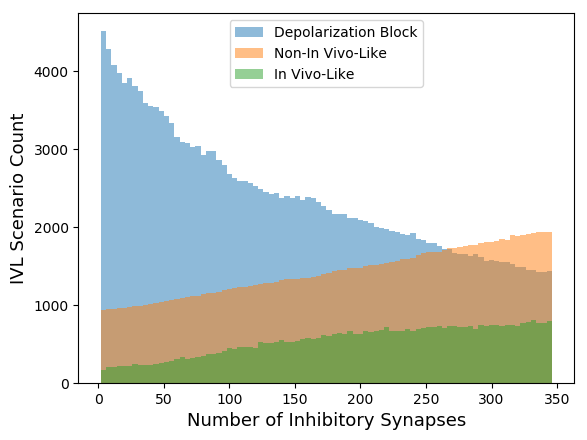 Depolarization Block
Non-In Vivo-Like
In Vivo-Like
IVL Scenario Count
4000
3000
2000
1000
0
0 50 100 150 200 250 300 350
Number of Inhibitory Synapses